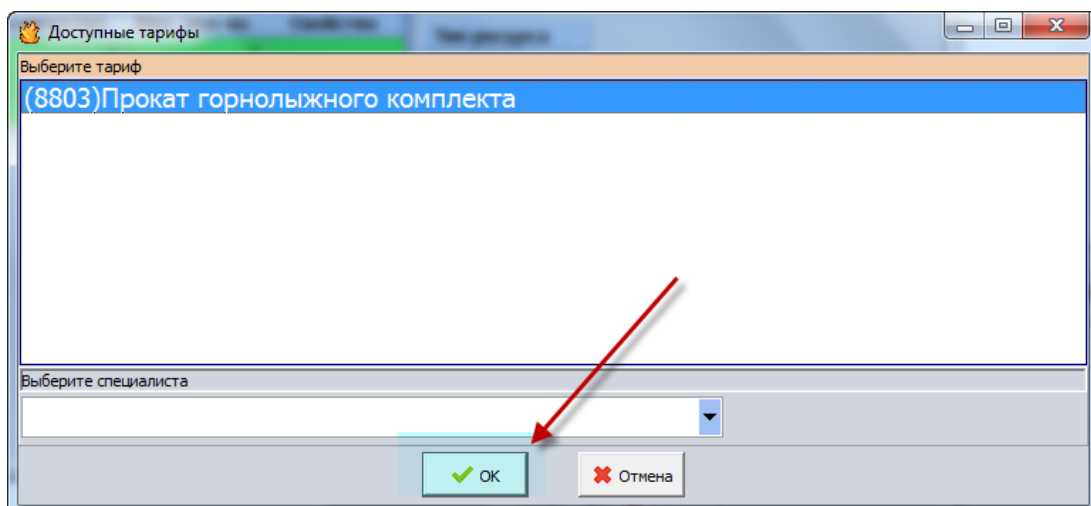 Доступные тарифы
Выберите тариф
(8803)Прокат горнолыжного комплекта
Выберите специалиста
ОК
Отмена